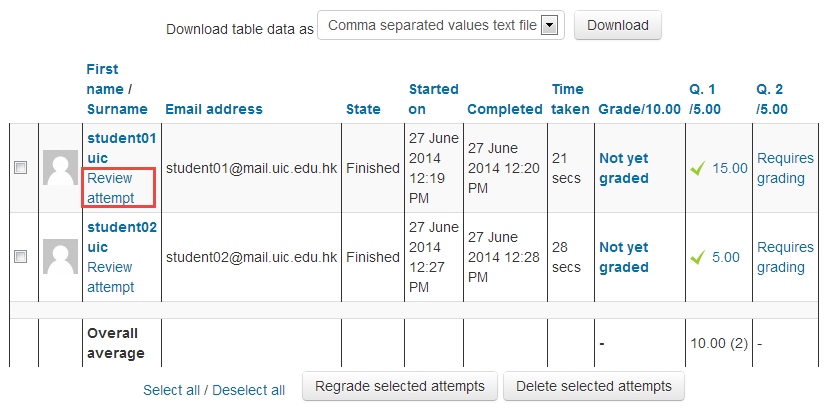 Download table data as Comma separated values text file Download
First
name /
Surname
Email address
State
Started
on
Completed
Time
taken
Grade/10.00
Q. 1
/5.00
Q. 2
/5.00
student01
uic
Review
attempt
student01@mail.uic.edu.hk
Finished
27 June
2014
12:19
PM
27 June
2014 12:20
PM
21
secs
Not yet
graded
15.00
Requires
grading
student02
uic
Review
attempt
student02@mail.uic.edu.hk
Finished
27 June
2014
12:27
PM
27 June
2014 12:28
PM
28
secs
Not yet
graded
5.00
Requires
grading
Overall
average
-
10.00 (2)
-
Select all / Deselect all Regrade selected attempts Delete selected attempts